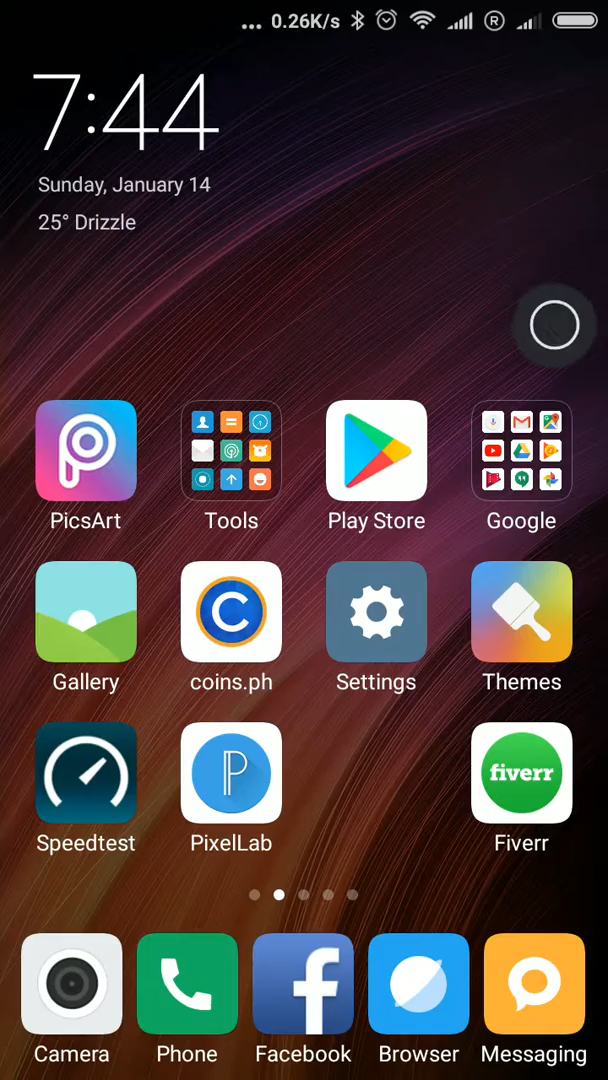 ... 0.26K/s R
7:44
Sunday, January 14
25° Drizzle
PicsArt Tools Play Store Google
Gallery coins.ph Settings Themes
fiverr
Speedtest PixelLab Fiverr
Camera Phone Facebook Browser Messaging